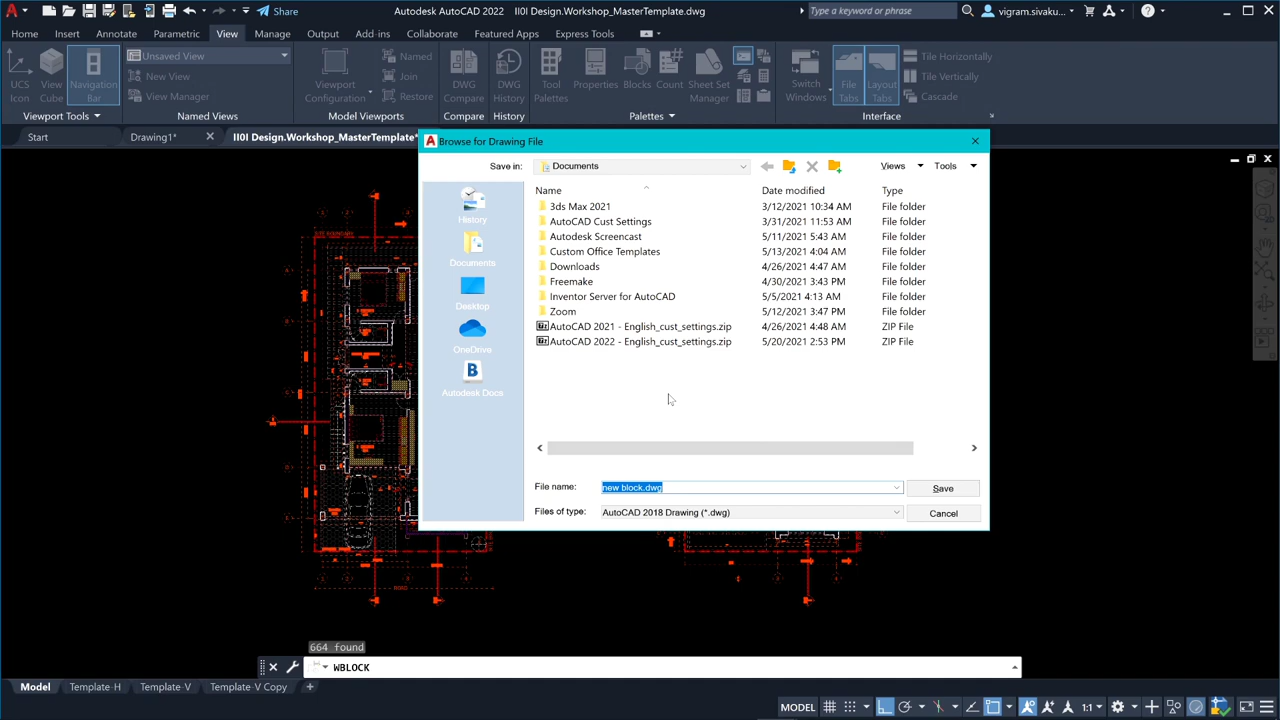 Share
Autodesk AutoCAD 2022 II0I Design.Workshop_MasterTemplate.dwg
Type a keyword or phrase
vigram.sivaku...
Home Insert Annotate Parametric View Manage Output Add-ins Collaborate Featured Apps Express Tools
UCS Icon
View Cube
Navigation Bar
Unsaved View
New View
View Manager
Viewport Configuration
Named
Join
Restore
DWG Compare
DWG History
Tool Palettes
Properties
Blocks
Count
Sheet Set Manager
Switch Windows
File Tabs
Layout Tabs
Tile Horizontally
Tile Vertically
Cascade
Viewport Tools Named Views Model Viewports Compare History Palettes Interface
Start Drawing1* II0I Design.Workshop_MasterTemplate*
Browse for Drawing File
Save in: Documents Views Tools
History
Documents
Desktop
OneDrive
Autodesk Docs
Name Date modified Type
3ds Max 2021 3/12/2021 10:34 AM File folder
AutoCAD Cust Settings 3/31/2021 11:53 AM File folder
Autodesk Screencast 5/17/2021 5:43 AM File folder
Custom Office Templates 5/13/2021 4:04 AM File folder
Downloads 4/26/2021 4:47 AM File folder
Freemake 4/30/2021 3:43 PM File folder
Inventor Server for AutoCAD 5/5/2021 4:13 AM File folder
Zoom 5/12/2021 3:47 PM File folder
AutoCAD 2021 - English_cust_settings.zip 4/26/2021 4:48 AM ZIP File
AutoCAD 2022 - English_cust_settings.zip 5/20/2021 2:53 PM ZIP File
File name: new block.dwg Save
Files of type: AutoCAD 2018 Drawing (*.dwg) Cancel
ROAD
664 found
WBLOCK
Model Template-H Template-V Template-V Copy +
MODEL 1:1